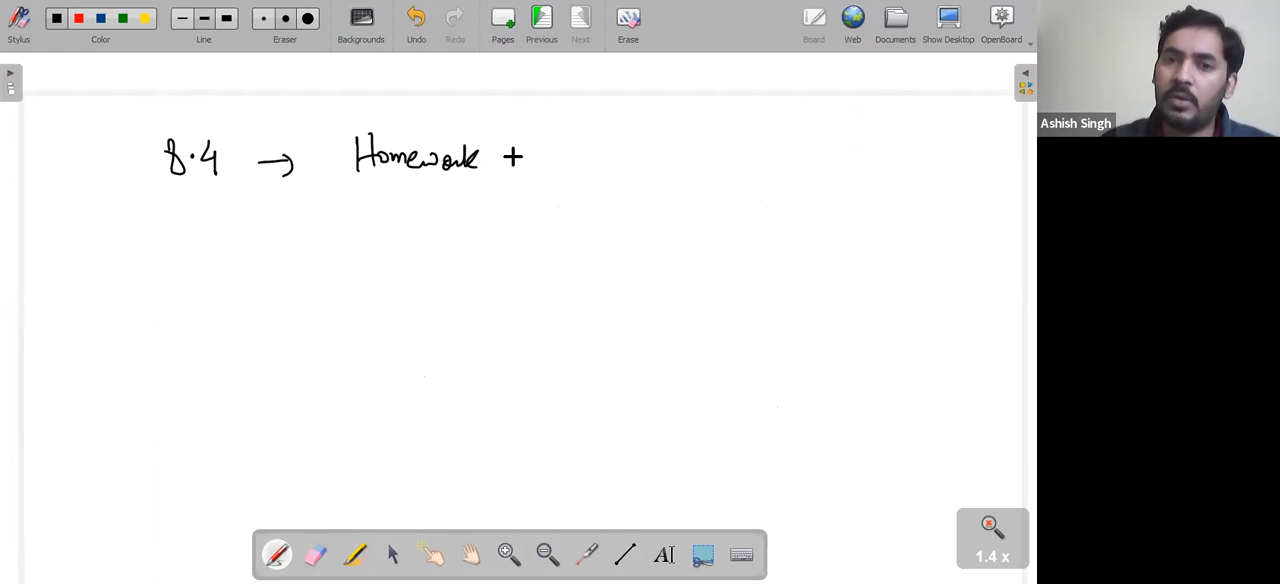 Stylus Color Line Eraser Backgrounds Undo Redo Pages Previous Next Erase Board Web Documents Show Desktop OpenBoard
Ashish Singh
8.4 → Homework +
1.4 x